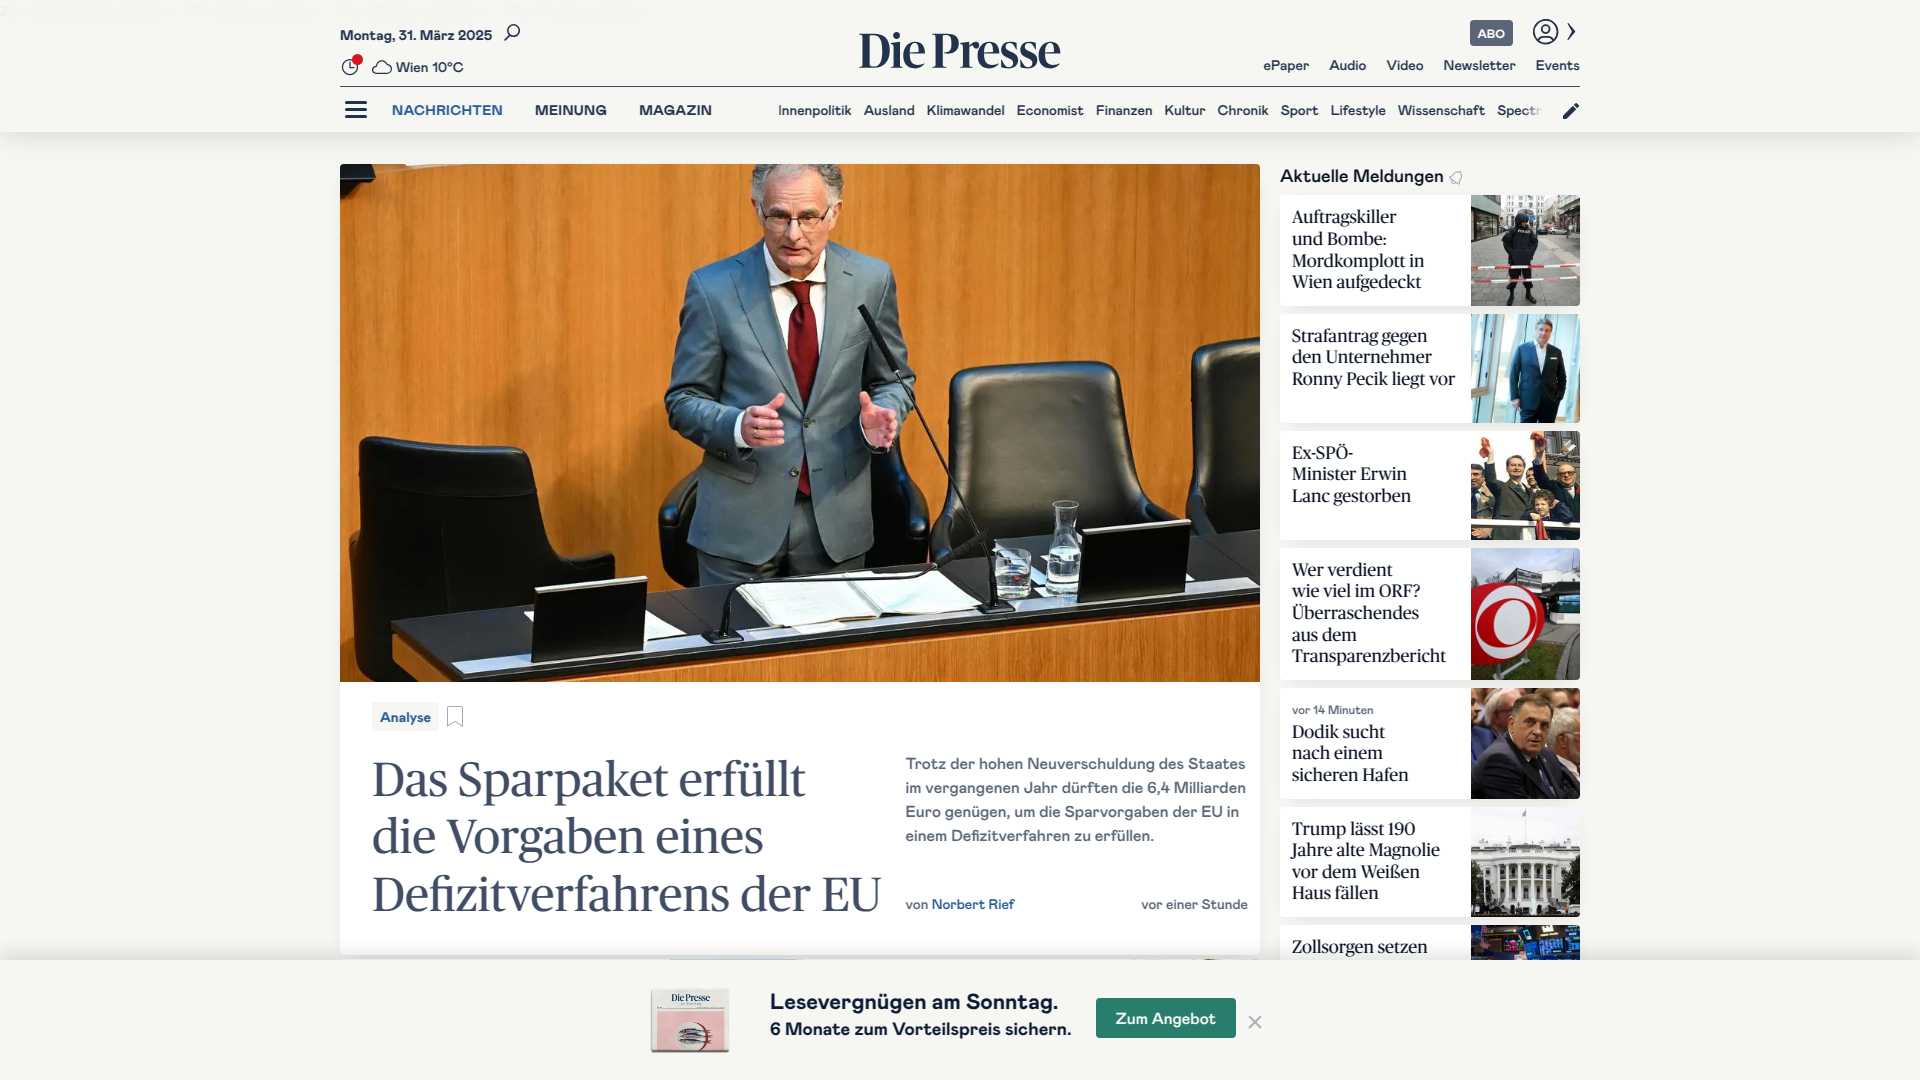 Montag, 31. März 2025
Wien 10°C
Die Presse
ABO
ePaper Audio Video Newsletter Events
NACHRICHTEN MEINUNG MAGAZIN
Innenpolitik Ausland Klimawandel Economist Finanzen Kultur Chronik Sport Lifestyle Wissenschaft Spectr
Analyse
Das Sparpaket erfüllt
die Vorgaben eines
Defizitverfahrens der EU
Trotz der hohen Neuverschuldung des Staates
im vergangenen Jahr dürften die 6,4 Milliarden
Euro genügen, um die Sparvorgaben der EU in
einem Defizitverfahren zu erfüllen.
von Norbert Rief
vor einer Stunde
Aktuelle Meldungen
Auftragskiller
und Bombe:
Mordkomplott in
Wien aufgedeckt
Strafantrag gegen
den Unternehmer
Ronny Pecik liegt vor
Ex-SPÖ-
Minister Erwin
Lanc gestorben
Wer verdient
wie viel im ORF?
Überraschendes
aus dem
Transparenzbericht
vor 14 Minuten
Dodik sucht
nach einem
sicheren Hafen
Trump lässt 190
Jahre alte Magnolie
vor dem Weißen
Haus fällen
Zollsorgen setzen
Die Presse
Lesevergnügen am Sonntag.
6 Monate zum Vorteilspreis sichern.
Zum Angebot